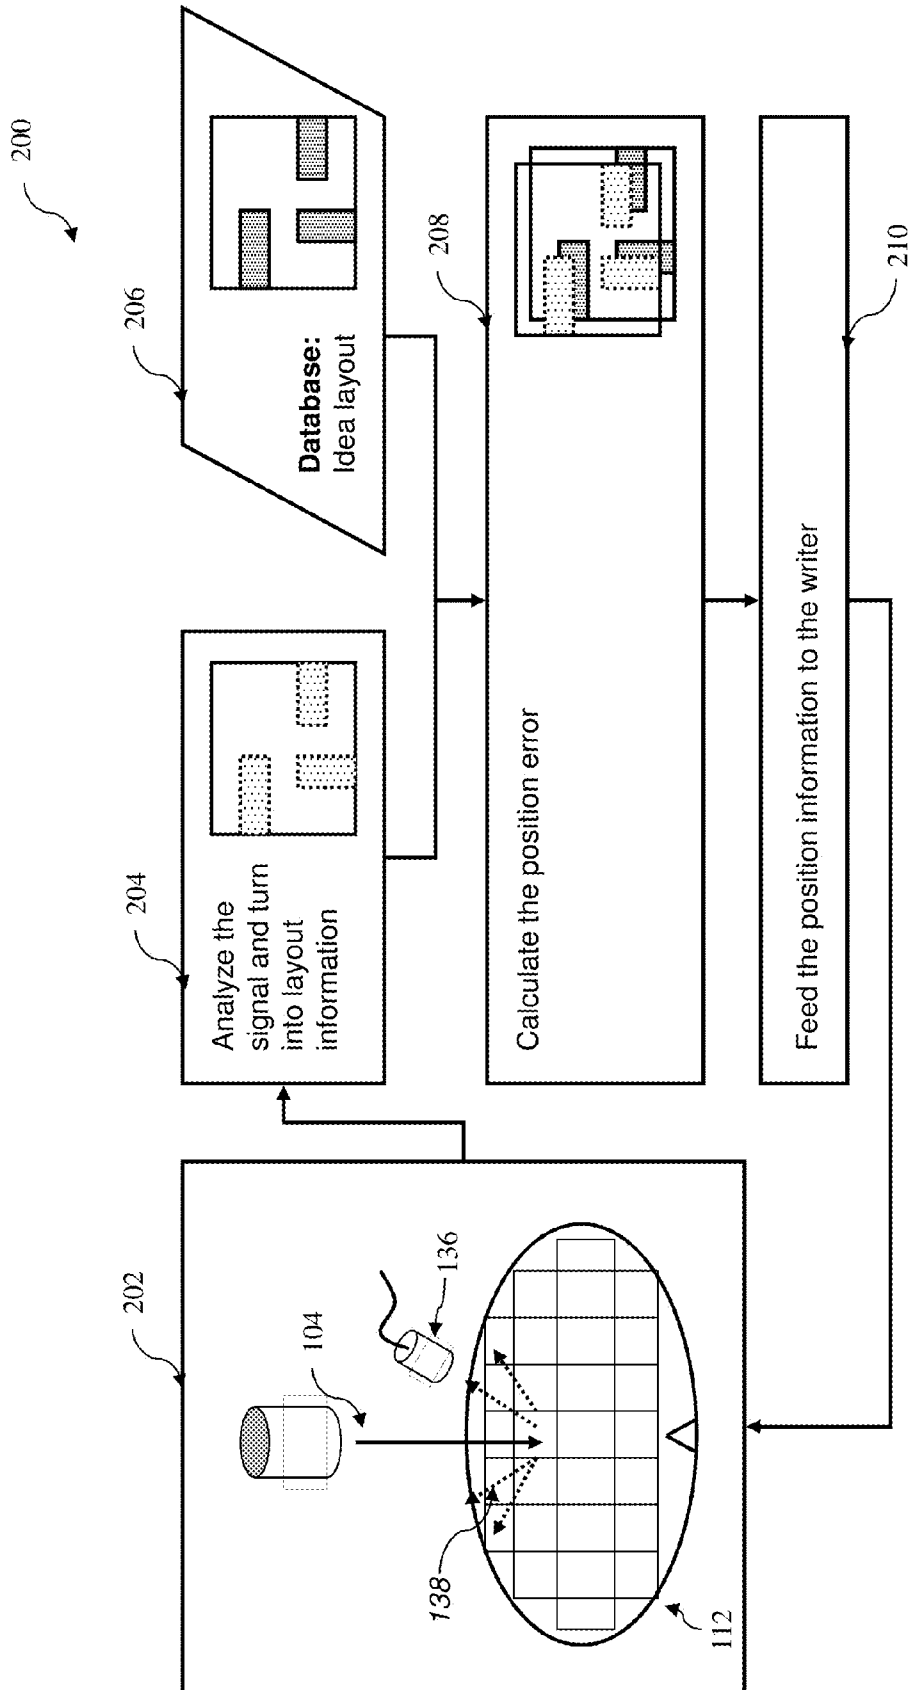 200
202
104
136
138
112
204
Analyze the
signal and turn
into layout
information
206
Database:
Idea layout
208
Calculate the position error
Feed the position information to the writer
210